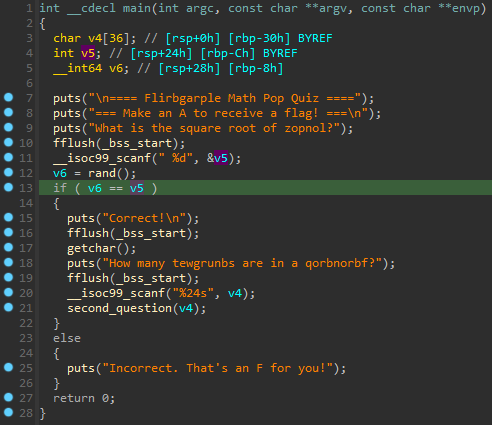 1 int __cdecl main(int argc, const char **argv, const char **envp)
2 {
3 char v4[36]; // [rsp+0h] [rbp-30h] BYREF
4 int v5; // [rsp+24h] [rbp-Ch] BYREF
5 __int64 v6; // [rsp+28h] [rbp-8h]
6
7 puts("\n==== Flirbgarple Math Pop Quiz ====");
8 puts("=== Make an A to receive a flag! ===\n");
9 puts("What is the square root of zopnol?");
10 fflush(_bss_start);
11 __isoc99_scanf(" %d", &v5);
12 v6 = rand();
13 if ( v6 == v5 )
14 {
15 puts("Correct!\n");
16 fflush(_bss_start);
17 getchar();
18 puts("How many tewgrunbs are in a qorbnorbf?");
19 fflush(_bss_start);
20 __isoc99_scanf("%24s", v4);
21 second_question(v4);
22 }
23 else
24 {
25 puts("Incorrect. That's an F for you!");
26 }
27 return 0;
28 }